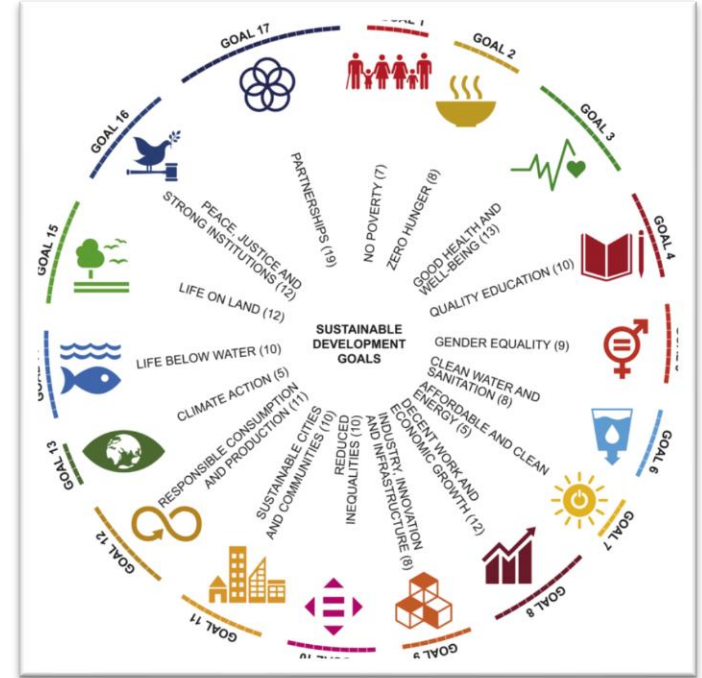 GOAL 17
GOAL 2
GOAL 3
GOAL 4
GOAL 6
GOAL 7
GOAL 8
GOAL 9
GOAL 11
GOAL 12
GOAL 13
GOAL 15
GOAL 16
SUSTAINABLE
DEVELOPMENT
GOALS
NO POVERTY (7)
ZERO HUNGER (8)
GOOD HEALTH AND
WELL-BEING (13)
QUALITY EDUCATION (10)
GENDER EQUALITY (9)
CLEAN WATER AND
SANITATION (8)
AFFORDABLE AND CLEAN
ENERGY (5)
DECENT WORK AND
ECONOMIC GROWTH (12)
INDUSTRY, INNOVATION
AND INFRASTRUCTURE (8)
REDUCED
INEQUALITIES (10)
SUSTAINABLE CITIES
AND COMMUNITIES (10)
RESPONSIBLE CONSUMPTION
AND PRODUCTION (11)
CLIMATE ACTION (5)
LIFE BELOW WATER (10)
LIFE ON LAND (12)
PEACE, JUSTICE AND
STRONG INSTITUTIONS (12)
PARTNERSHIPS (19)